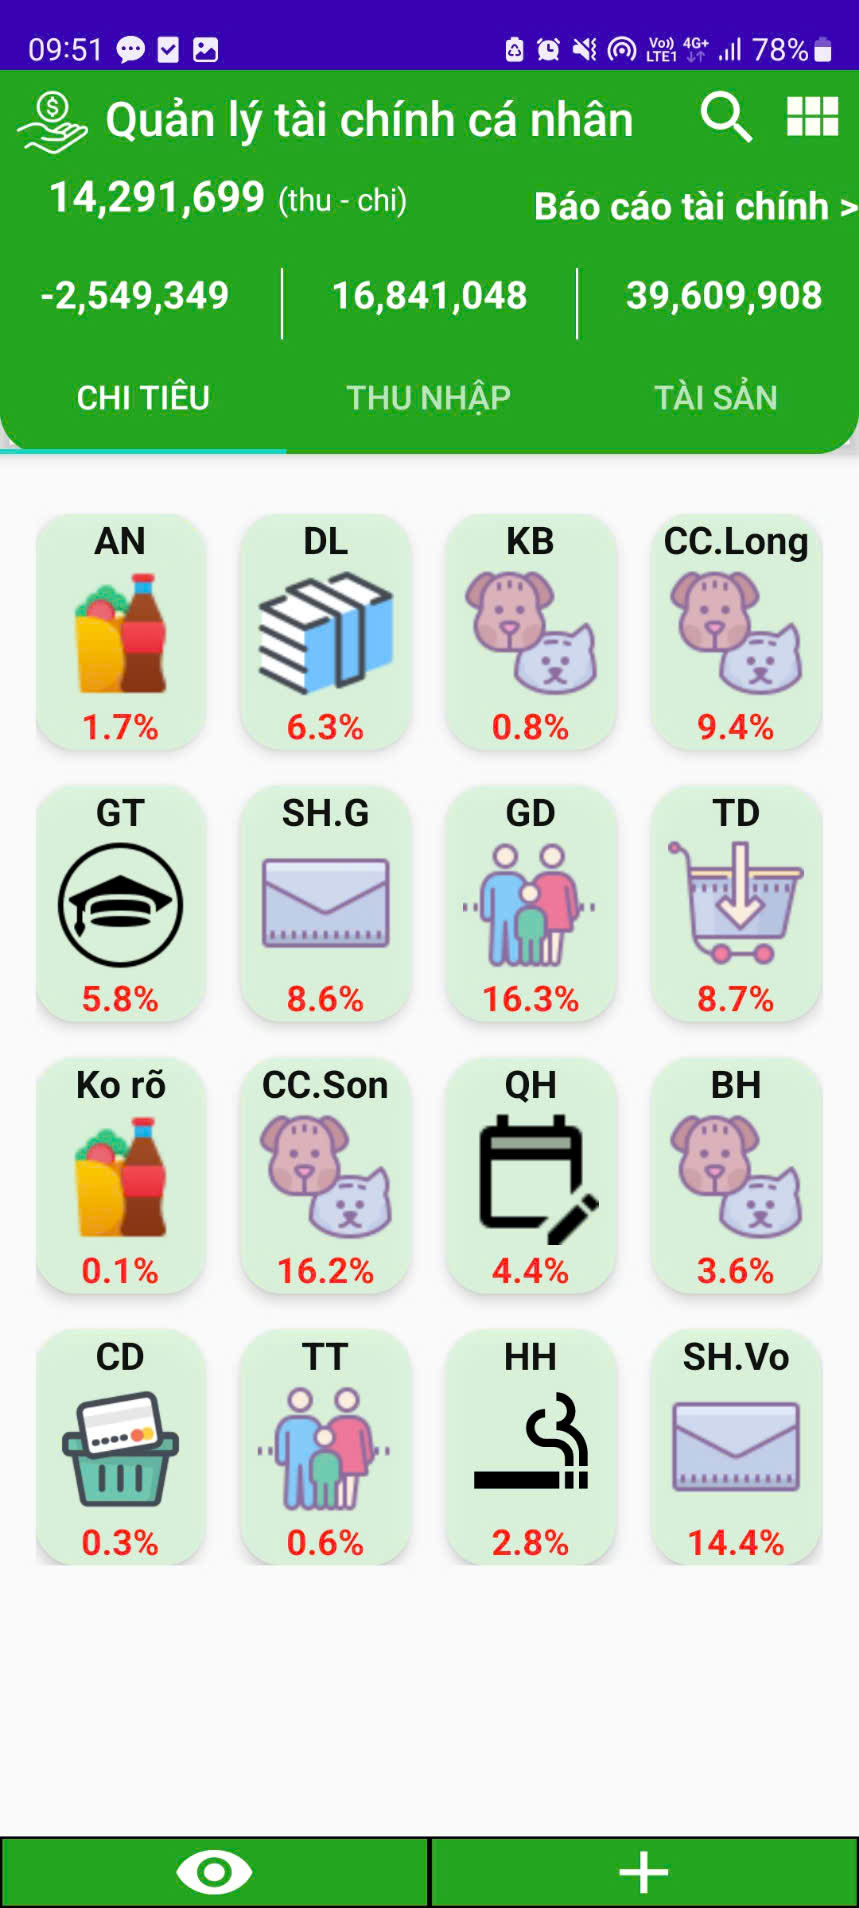 09:51 Vo)) LTE1 4G+ 78%
Quản lý tài chính cá nhân
14,291,699 (thu - chi) Báo cáo tài chính >
-2,549,349 16,841,048 39,609,908
CHI TIÊU THU NHẬP TÀI SẢN
AN DL KB CC.Long
1.7% 6.3% 0.8% 9.4%
GT SH.G GD TD
5.8% 8.6% 16.3% 8.7%
Ko rõ CC.Son QH BH
0.1% 16.2% 4.4% 3.6%
CD TT HH SH.Vo
0.3% 0.6% 2.8% 14.4%